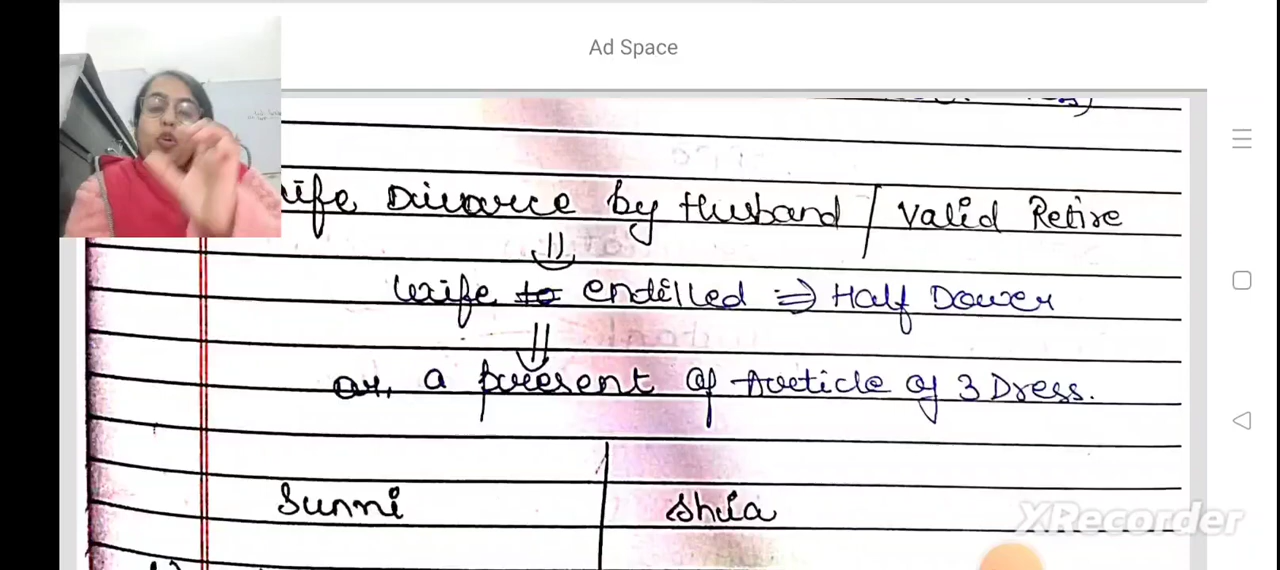 Ad Space
ife Divorce by Husband / Valid Retire
Wife to endilled ⇒ Half Dower
or, a present of Article of 3 Dress.
Sunni
Shia
XRecorder